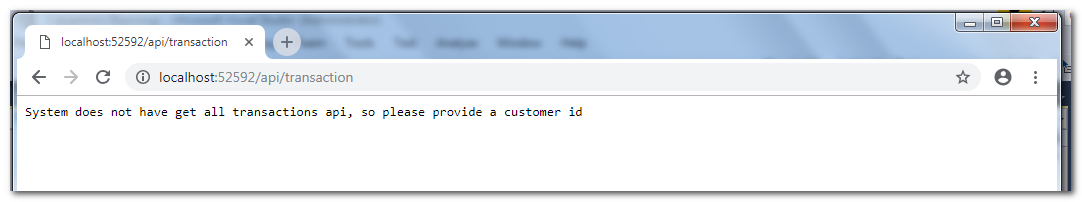 localhost:52592/api/transaction
localhost:52592/api/transaction
System does not have get all transactions api, so please provide a customer id